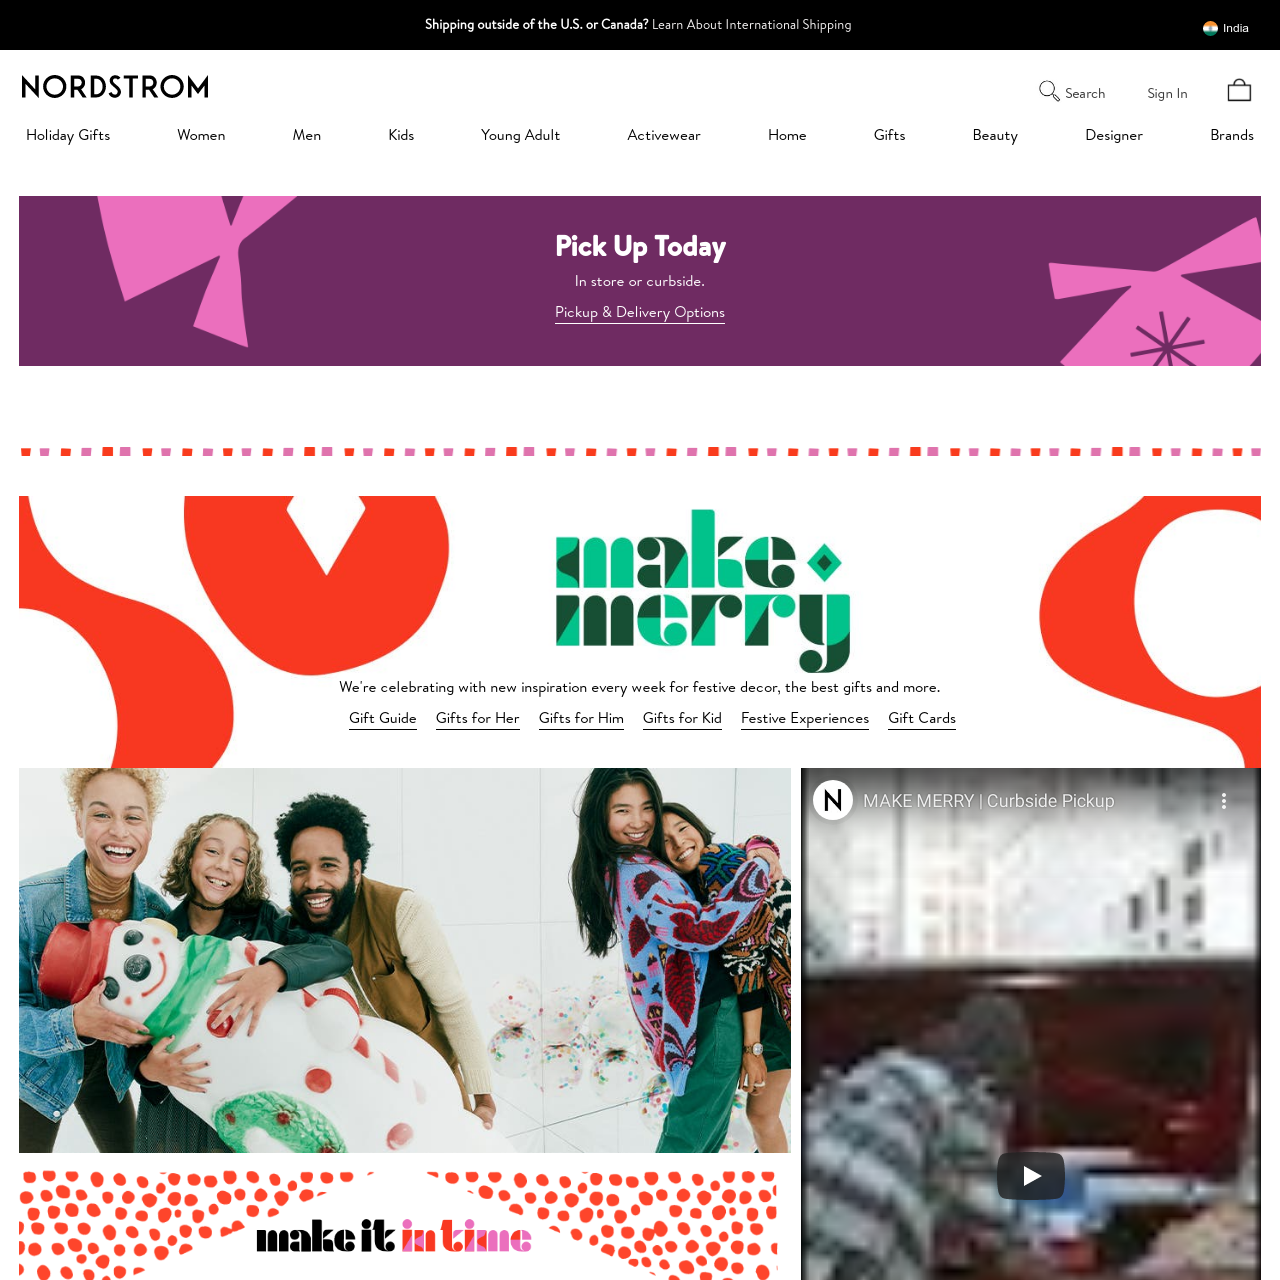 Shipping outside of the U.S. or Canada? Learn About International Shipping
India
NORDSTROM
Search
Sign In
Holiday Gifts
Women
Men
Kids
Young Adult
Activewear
Home
Gifts
Beauty
Designer
Brands
Pick Up Today
In store or curbside.
Pickup & Delivery Options
make
merry
We're celebrating with new inspiration every week for festive decor, the best gifts and more.
Gift Guide
Gifts for Her
Gifts for Him
Gifts for Kid
Festive Experiences
Gift Cards
N
MAKE MERRY | Curbside Pickup
make it in time